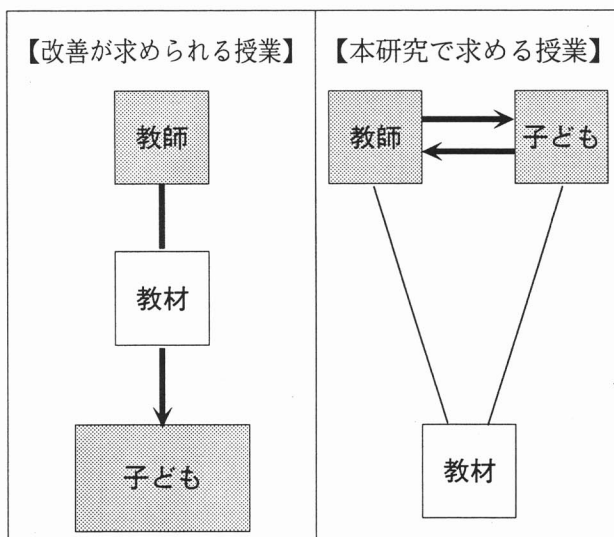 【改善が求められる授業】
教師
教材
子ども
【本研究で求める授業】
教師
子ども
教材